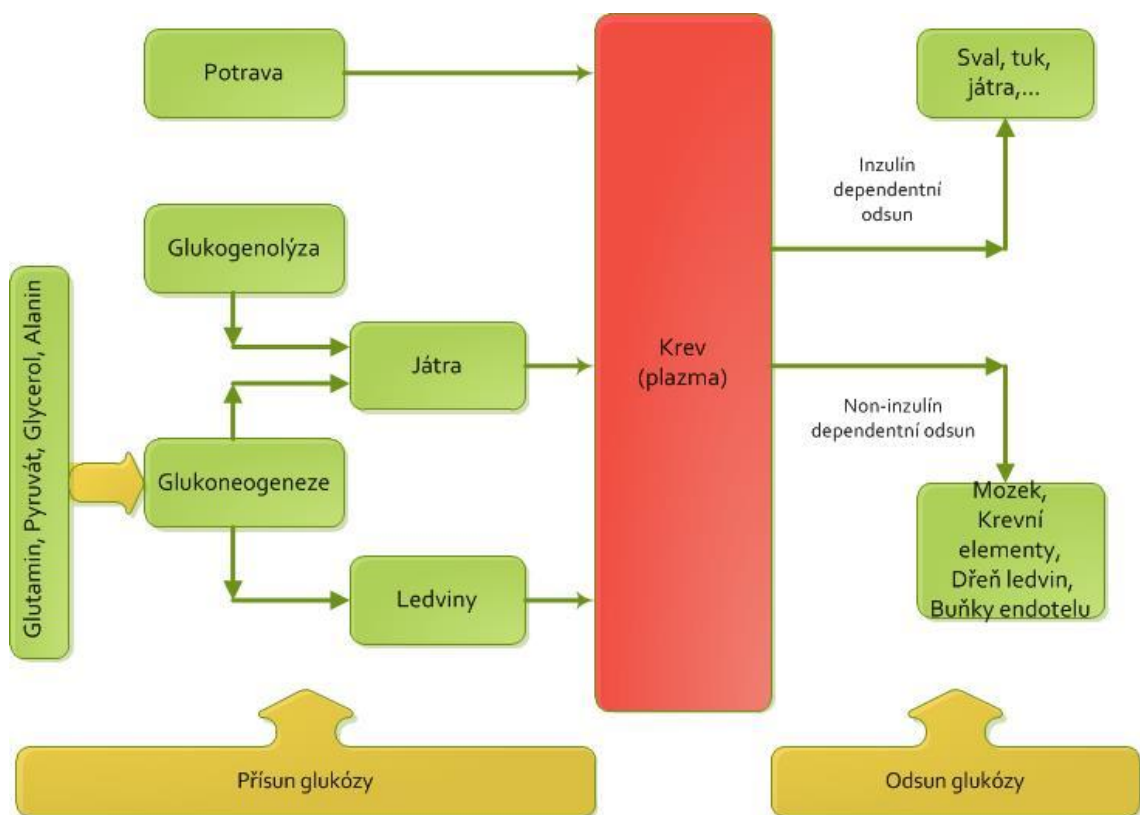 Potrava
Glukogenolýza
Glutamin, Pyruvát, Glycerol, Alanin
Glukoneogeneze
Játra
Ledviny
Krev
(plazma)
Sval, tuk,
játra,...
Inzulín
dependentní
odsun
Non-inzulín
dependentní odsun
Mozek,
Krevní
elementy,
Dřeň ledvin,
Buňky endotelu
Přísun glukózy
Odsun glukózy